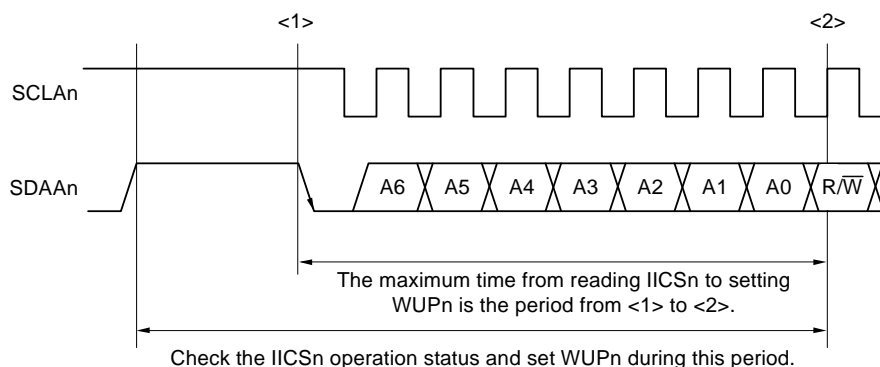 <1> <2>
SCLAn
SDAAn A6 A5 A4 A3 A2 A1 A0 R/W̅
The maximum time from reading IICSn to setting
WUPn is the period from <1> to <2>.
Check the IICSn operation status and set WUPn during this period.